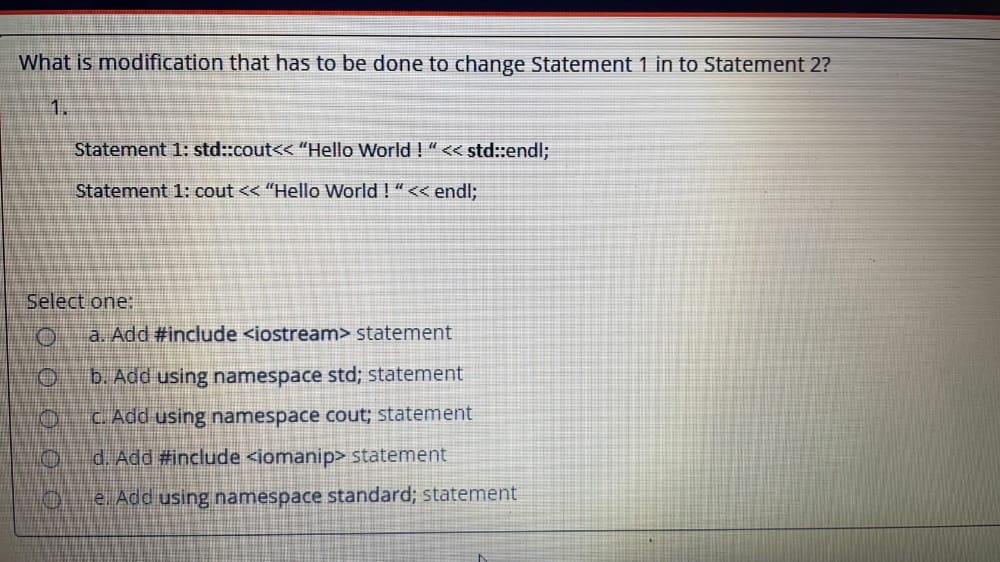 What is modification that has to be done to change Statement 1 in to Statement 2?
1.
Statement 1: std::cout<< “Hello World ! “ << std::endl;
Statement 1: cout << “Hello World ! “ << endl;
Select one:
a. Add #include <iostream> statement
b. Add using namespace std; statement
c. Add using namespace cout; statement
d. Add #include <iomanip> statement
e. Add using namespace standard; statement